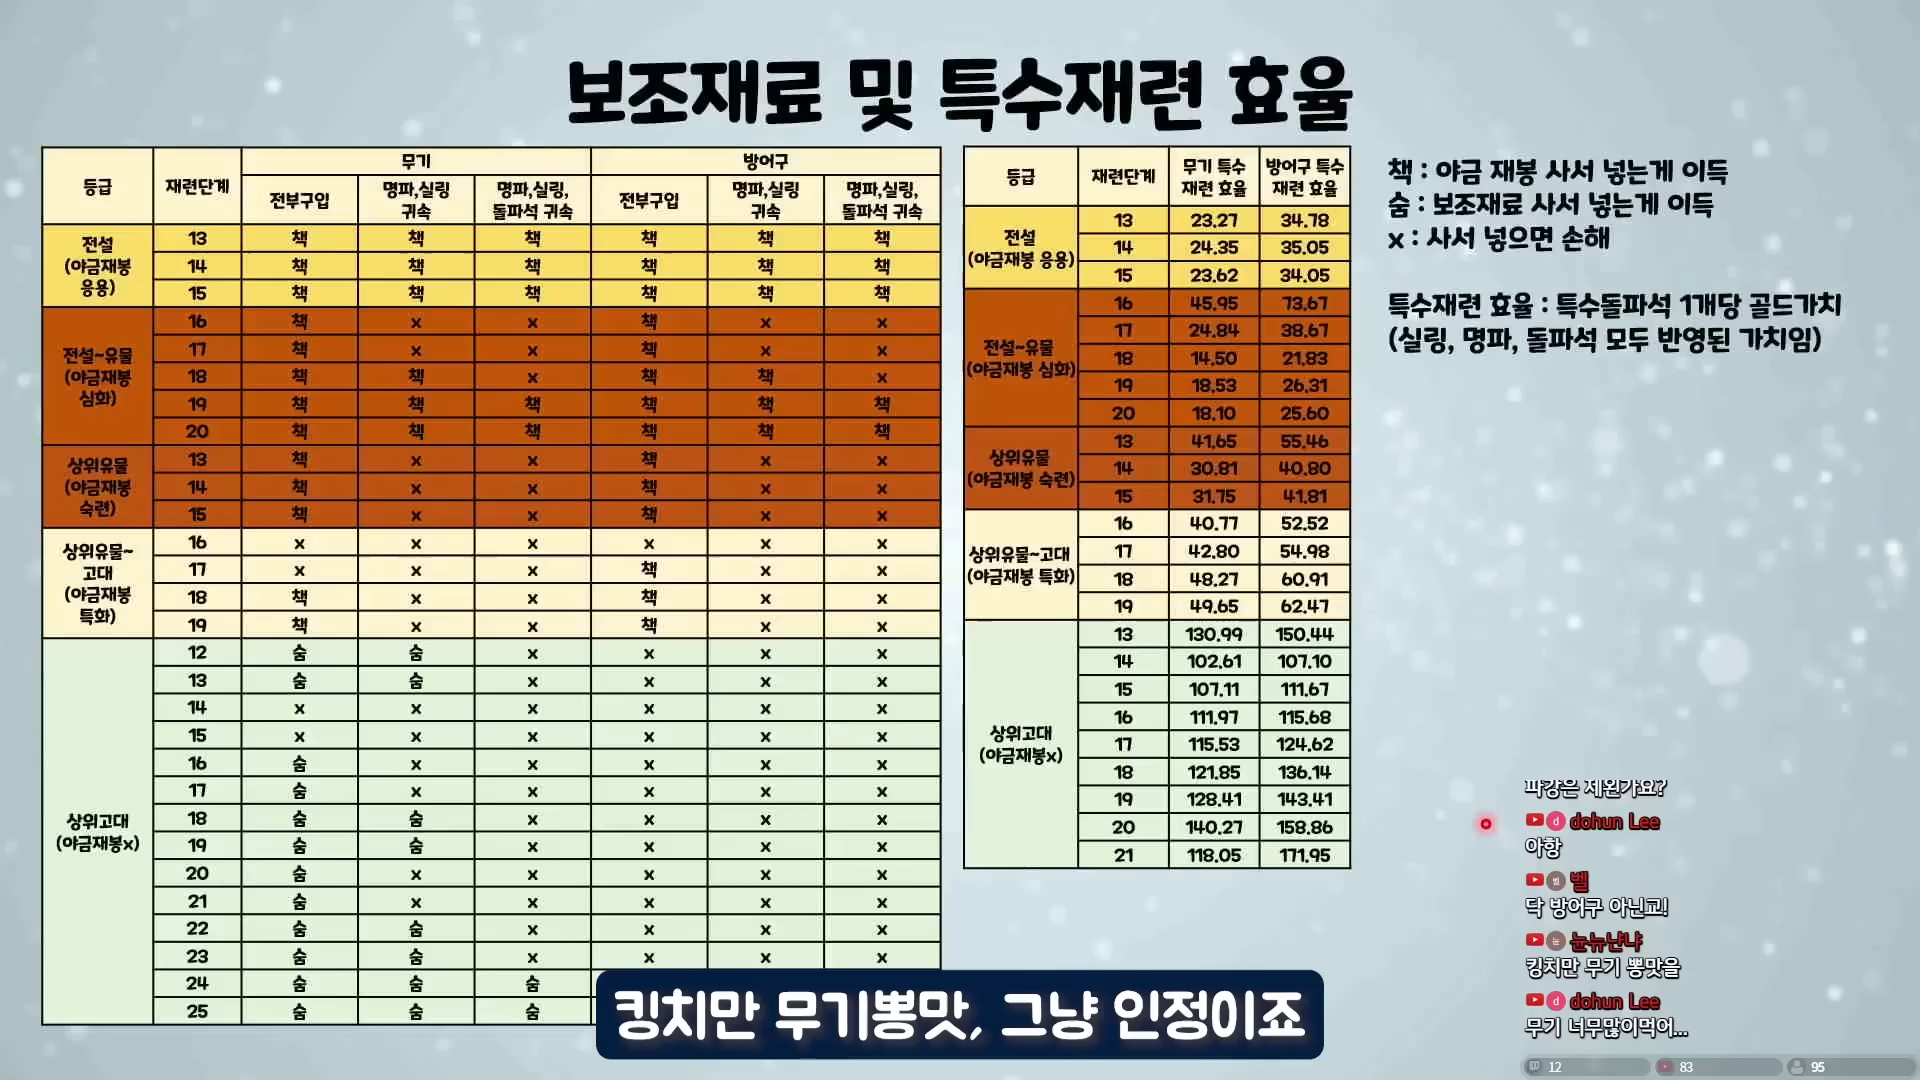 보조재료 및 특수재련 효율
등급 재련단계 무기 방어구
전부구입 명파,실링 귀속 명파,실링, 돌파석 귀속 전부구입 명파,실링 귀속 명파,실링, 돌파석 귀속
전설 (야금재봉 응용)
13 책 책 책 책 책 책
14 책 책 책 책 책 책
15 책 책 책 책 책 책
전설~유물 (야금재봉 심화)
16 책 x x 책 x x
17 책 x x 책 x x
18 책 책 x 책 책 x
19 책 책 책 책 책 책
20 책 책 책 책 책 책
상위유물 (야금재봉 숙련)
13 책 x x 책 x x
14 책 x x 책 x x
15 책 x x 책 x x
상위유물~ 고대 (야금재봉 특화)
16 x x x x x x
17 x x x 책 x x
18 책 x x 책 x x
19 책 x x 책 x x
상위고대 (야금재봉x)
12 숨 숨 x x x x
13 숨 숨 x x x x
14 x x x x x x
15 x x x x x x
16 숨 x x x x x
17 숨 x x x x x
18 숨 숨 x x x x
19 숨 숨 x x x x
20 숨 x x x x x
21 숨 x x x x x
22 숨 숨 x x x x
23 숨 숨 x x x x
24 숨 숨 숨
25 숨 숨 숨
등급 재련단계 무기 특수 재련 효율 방어구 특수 재련 효율
전설 (야금재봉 응용)
13 23.27 34.78
14 24.35 35.05
15 23.62 34.05
전설~유물 (야금재봉 심화)
16 45.95 73.67
17 24.84 38.67
18 14.50 21.83
19 18.53 26.31
20 18.10 25.60
상위유물 (야금재봉 숙련)
13 41.65 55.46
14 30.81 40.80
15 31.75 41.81
상위유물~고대 (야금재봉 특화)
16 40.77 52.52
17 42.80 54.98
18 48.27 60.91
19 49.65 62.47
상위고대 (야금재봉x)
13 130.99 150.44
14 102.61 107.10
15 107.11 111.67
16 111.97 115.68
17 115.53 124.62
18 121.85 136.14
19 128.41 143.41
20 140.27 158.86
21 118.05 171.95
책 : 야금 재봉 사서 넣는게 이득
숨 : 보조재료 사서 넣는게 이득
x : 사서 넣으면 손해
특수재련 효율 : 특수돌파석 1개당 골드가치
(실링, 명파, 돌파석 모두 반영된 가치임)
파강은 제왼가요?
d dohun Lee
아항
벨 벨
닥 방어구 아닌교!
눈 눈뉴냔냐
킹치만 무기 뽕맛을
d dohun Lee
무기 너무많이먹어...
킹치만 무기뽕맛, 그냥 인정이죠
12 83 95